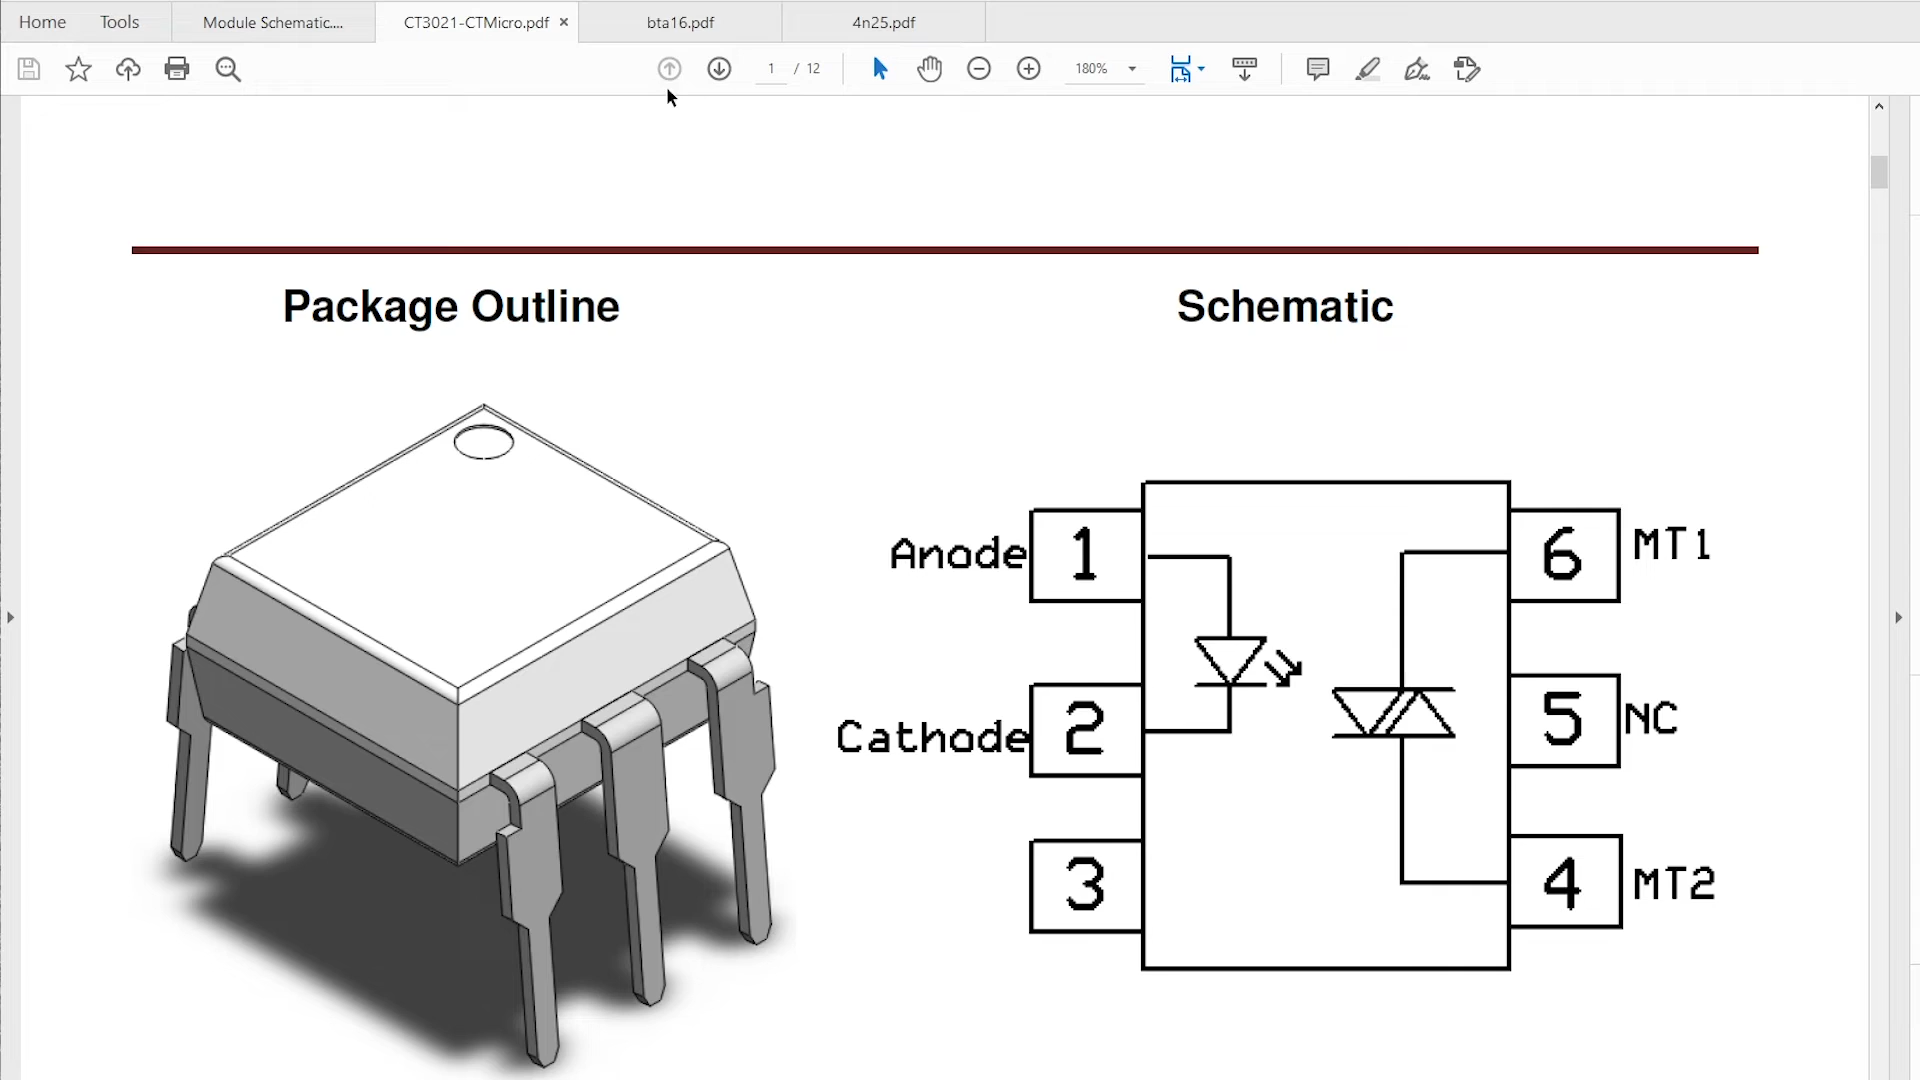 Home Tools Module Schematic.... CT3021-CTMicro.pdf × bta16.pdf 4n25.pdf
1 / 12 180%
Package Outline Schematic
Anode 1 6 MT1
Cathode 2 5 NC
3 4 MT2